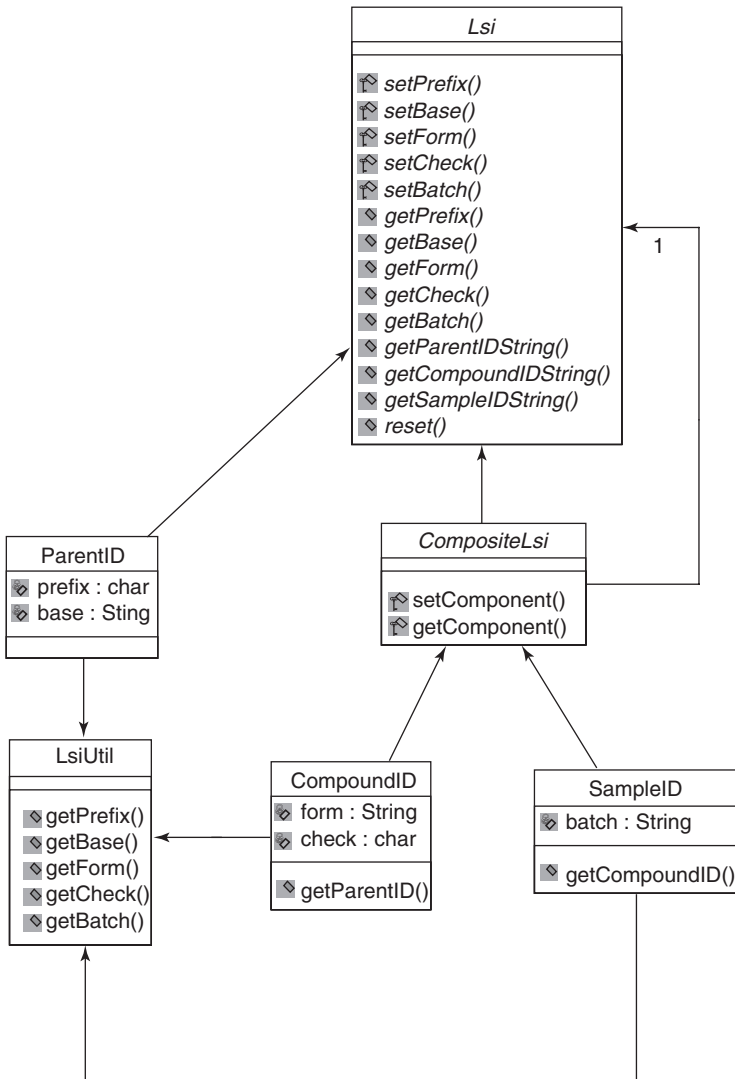 Lsi
setPrefix()
setBase()
setForm()
setCheck()
setBatch()
getPrefix()
getBase()
getForm()
getCheck()
getBatch()
getParentIDString()
getCompoundIDString()
getSampleIDString()
reset()
1
ParentID
prefix : char
base : Sting
CompositeLsi
setComponent()
getComponent()
LsiUtil
getPrefix()
getBase()
getForm()
getCheck()
getBatch()
CompoundID
form : String
check : char
getParentID()
SampleID
batch : String
getCompoundID()